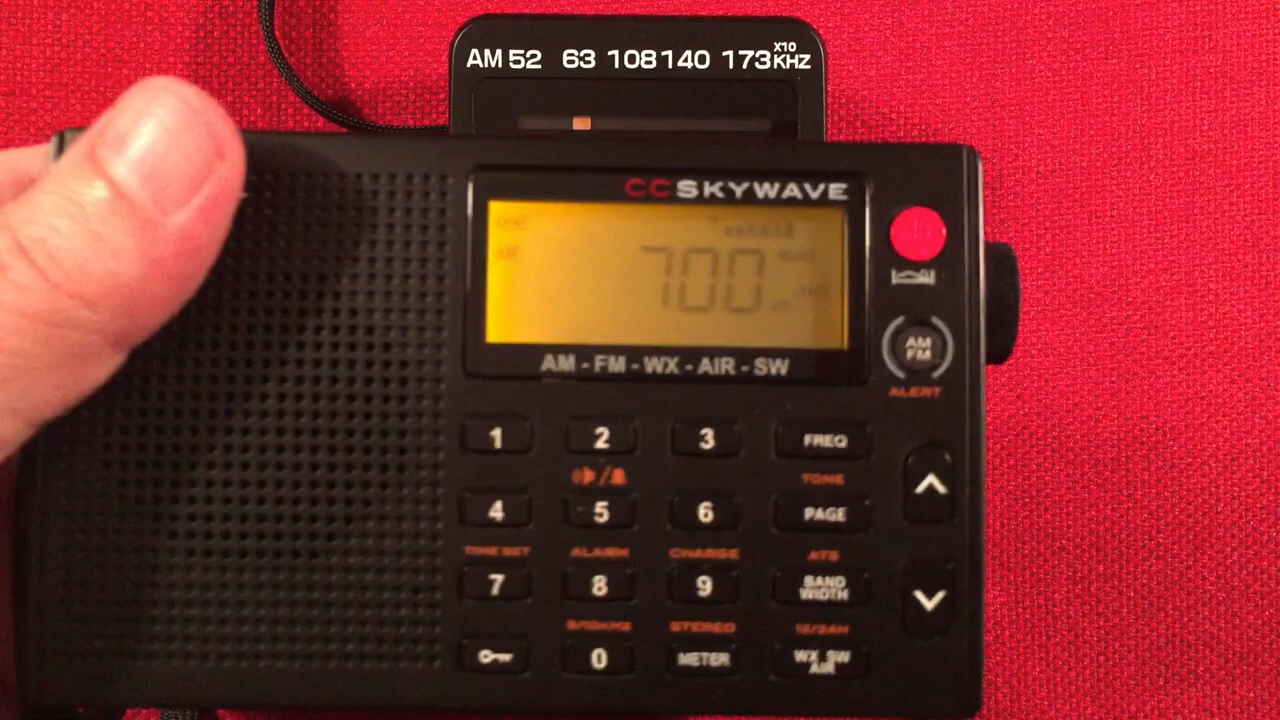 AM 52 63 108 140 173 X10 KHZ
CC SKYWAVE
700
AM - FM - WX - AIR - SW
AM
FM
ALERT
1 2 3 FREQ
TONE
4 5 6 PAGE
TIME SET ALARM CHARGE ATS
7 8 9 BAND WIDTH
9/10kHz STEREO 12/24H
0 METER WX SW AIR